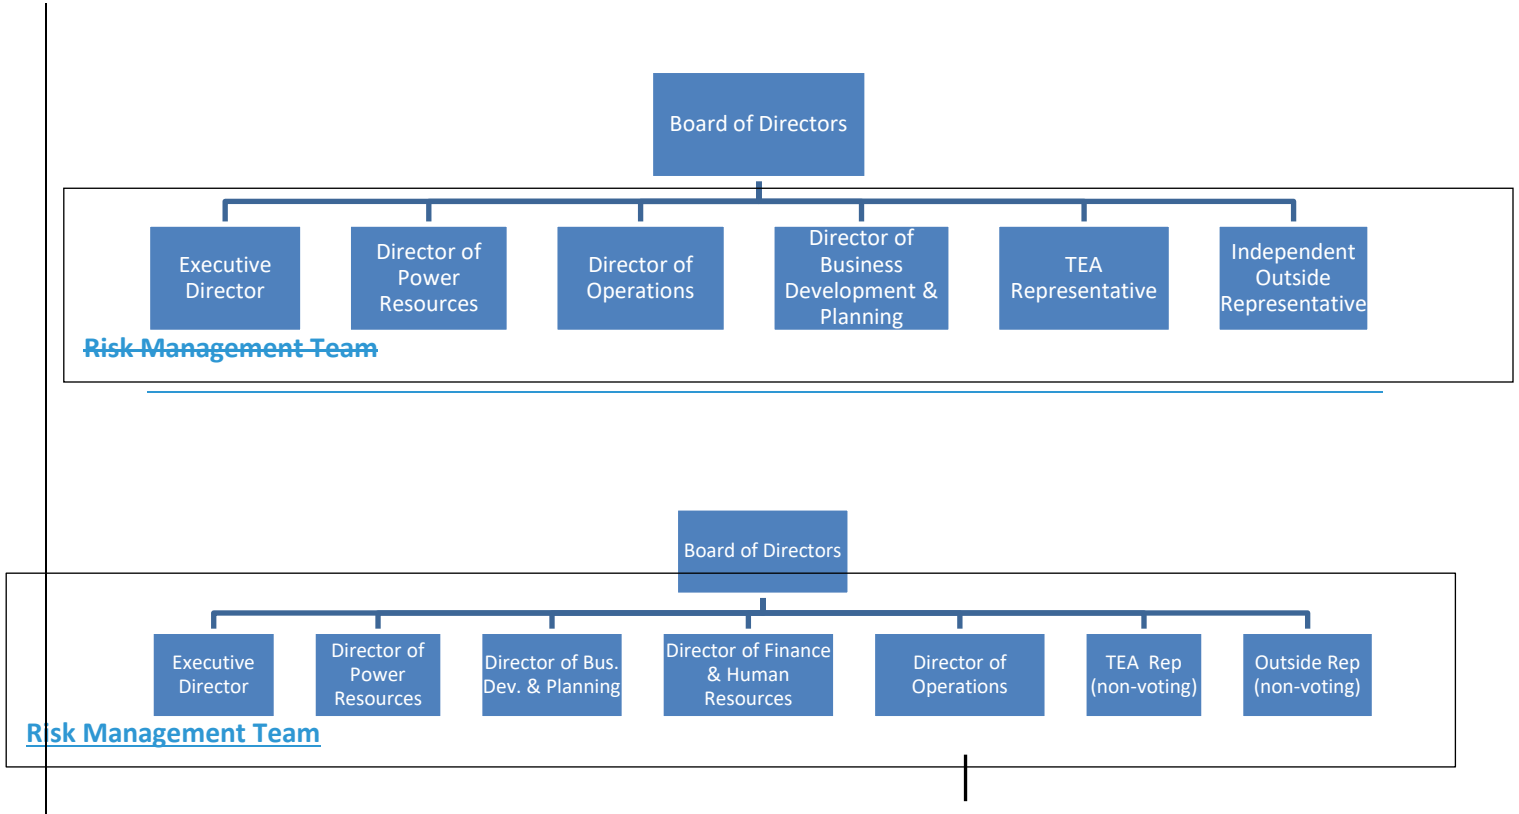 Board of Directors
Executive
Director
Director of
Power
Resources
Director of
Operations
Director of
Business
Development &
Planning
TEA
Representative
Independent
Outside
Representative
Risk Management Team
Board of Directors
Executive
Director
Director of
Power
Resources
Director of Bus.
Dev. & Planning
Director of Finance
& Human
Resources
Director of
Operations
TEA Rep
(non-voting)
Outside Rep
(non-voting)
Risk Management Team